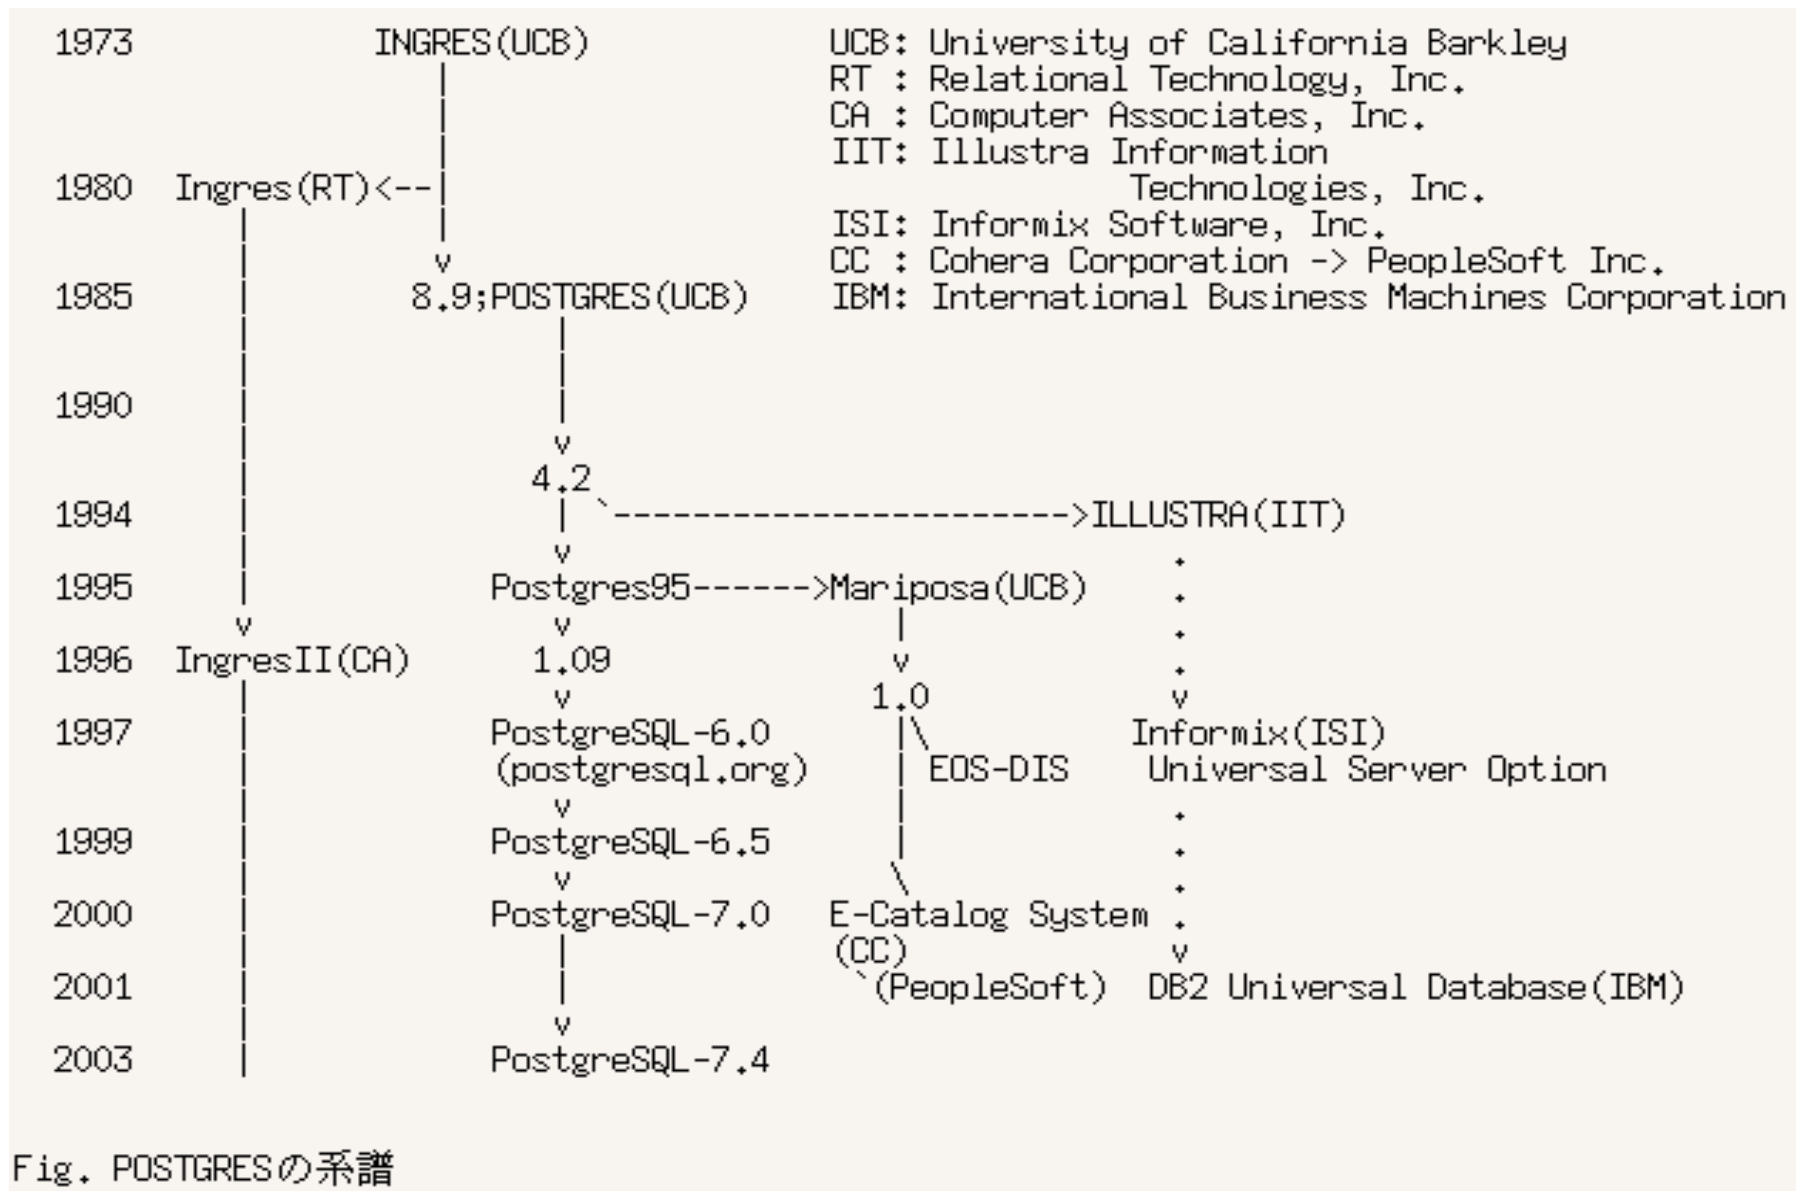 1973 INGRES(UCB) UCB: University of California Barkley
RT : Relational Technology, Inc.
CA : Computer Associates, Inc.
IIT: Illustra Information
1980 Ingres(RT)<--| Technologies, Inc.
ISI: Informix Software, Inc.
v CC : Cohera Corporation -> PeopleSoft Inc.
1985 8.9;POSTGRES(UCB) IBM: International Business Machines Corporation
1990
v
4.2
1994 | `----------------------->ILLUSTRA(IIT)
v .
1995 Postgres95------>Mariposa(UCB) .
v v .
1996 IngresII(CA) 1.09 v .
v 1.0 v
1997 PostgreSQL-6.0 Informix(ISI)
(postgresql.org) EOS-DIS Universal Server Option
v .
1999 PostgreSQL-6.5 .
v .
2000 PostgreSQL-7.0 E-Catalog System .
(CC) v
2001 `(PeopleSoft) DB2 Universal Database(IBM)
v
2003 PostgreSQL-7.4
Fig. POSTGRESの系譜